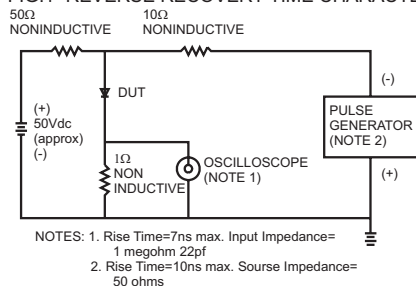 50Ω
NONINDUCTIVE
10Ω
NONINDUCTIVE
DUT
(+)
50Vdc
(approx)
(-)
1Ω
NON
INDUCTIVE
OSCILLOSCOPE
(NOTE 1)
(-)
PULSE
GENERATOR
(NOTE 2)
(+)
NOTES: 1. Rise Time=7ns max. Input Impedance=
1 megohm 22pf
2. Rise Time=10ns max. Sourse Impedance=
50 ohms